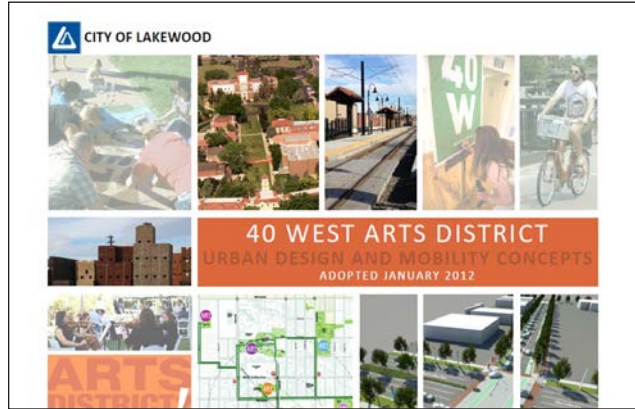 CITY OF LAKEWOOD
40
W
40 WEST ARTS DISTRICT
URBAN DESIGN AND MOBILITY CONCEPTS
ADOPTED JANUARY 2012
ARTS
DISTRICT!